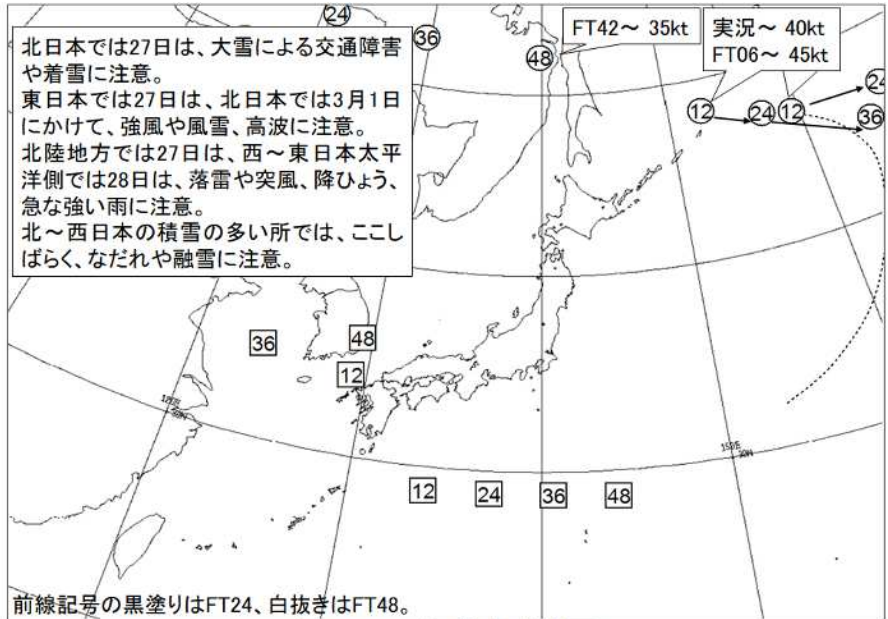 24
36
48
FT42～ 35kt
実況～ 40kt
FT06～ 45kt
北日本では27日は、大雪による交通障害
や着雪に注意。
東日本では27日は、北日本では3月1日
にかけて、強風や風雪、高波に注意。
北陸地方では27日は、西～東日本太平
洋側では28日は、落雷や突風、降ひょう、
急な強い雨に注意。
北～西日本の積雪の多い所では、ここし
ばらく、なだれや融雪に注意。
12
24
12
24
36
36
48
12
150E
30N
12
24
36
48
前線記号の黒塗りはFT24、白抜きはFT48。